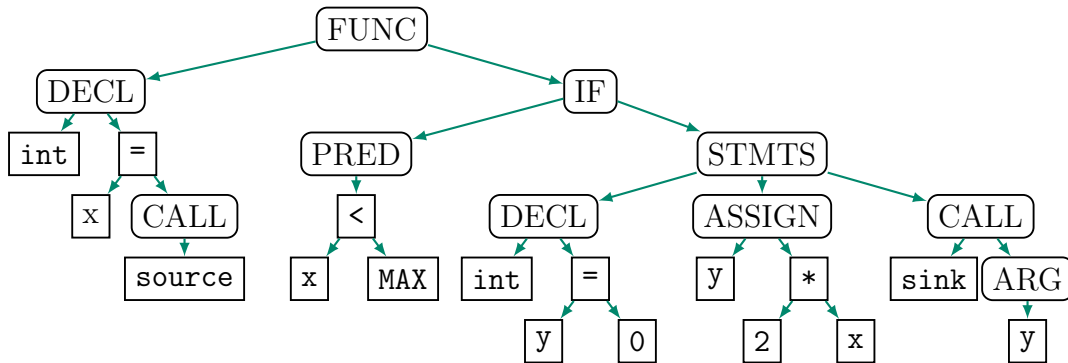 FUNC
DECL IF
int = PRED STMTS
x CALL < DECL ASSIGN CALL
source x MAX int = y * sink ARG
y 0 2 x y